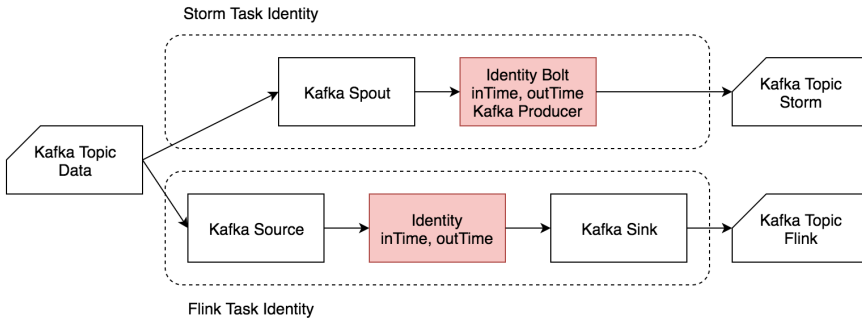 Storm Task Identity
Kafka Spout
Identity Bolt
inTime, outTime
Kafka Producer
Kafka Topic
Storm
Kafka Topic
Data
Kafka Source
Identity
inTime, outTime
Kafka Sink
Kafka Topic
Flink
Flink Task Identity